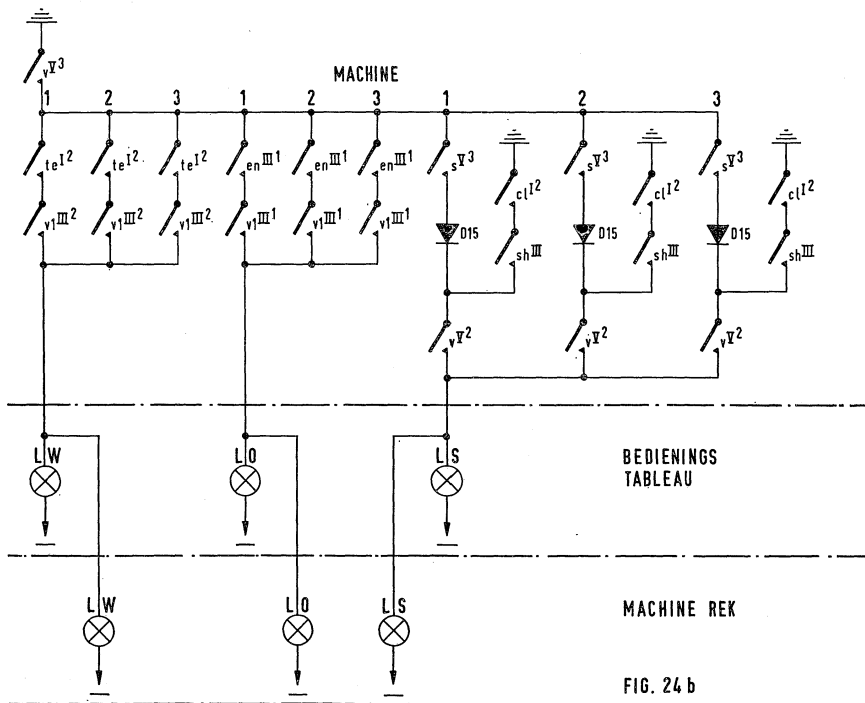 vV3
MACHINE
1 2 3 1 2 3 1 2 3
teI2 teI2 teI2 enIII1 enIII1 enIII1 sV3 clI2 sV3 clI2 sV3 clI2
v1III2 v1III2 v1III2 v1III1 v1III1 v1III1 D15 shIII D15 shIII D15 shIII
vV2 vV2 vV2
LW LO LS
BEDIENINGS
TABLEAU
LW LO LS
MACHINE REK
FIG. 24b